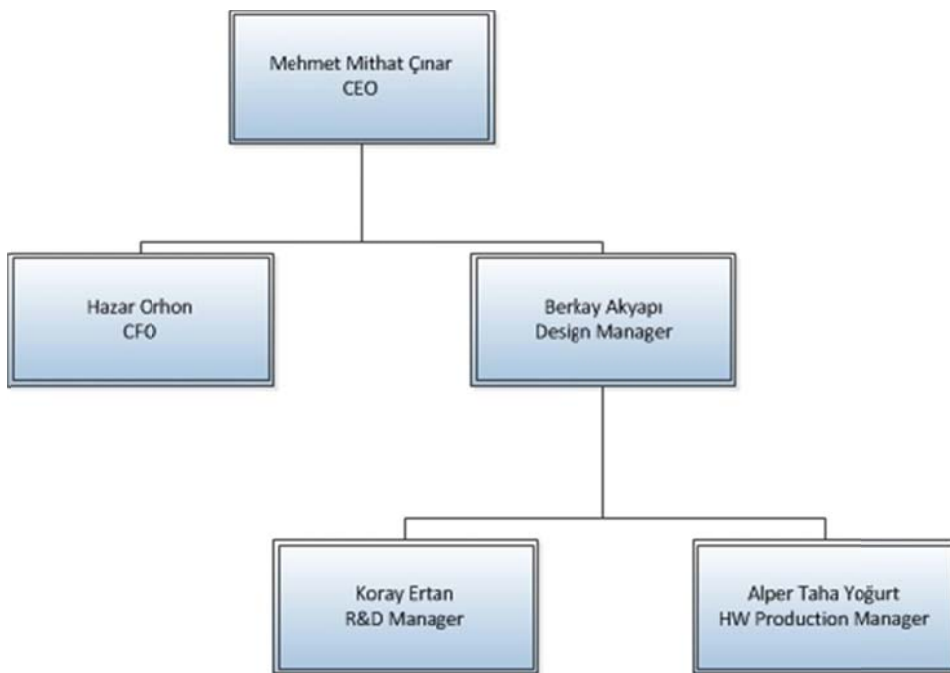 Mehmet Mithat Çınar
CEO
Hazar Orhon
CFO
Berkay Akyapı
Design Manager
Koray Ertan
R&D Manager
Alper Taha Yoğurt
HW Production Manager